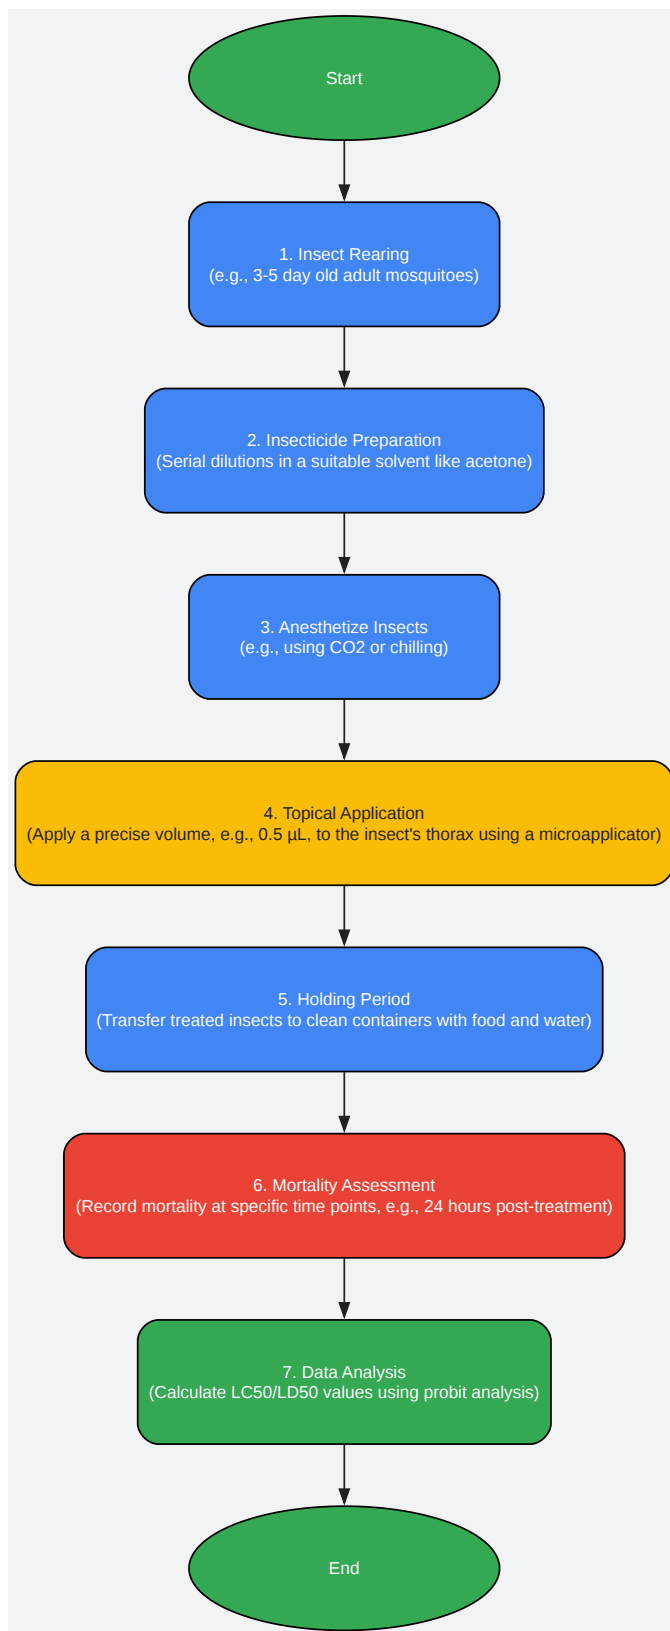 Start
1. Insect Rearing
(e.g., 3-5 day old adult mosquitoes)
2. Insecticide Preparation
(Serial dilutions in a suitable solvent like acetone)
3. Anesthetize Insects
(e.g., using CO2 or chilling)
4. Topical Application
(Apply a precise volume, e.g., 0.5 µL, to the insect's thorax using a microapplicator)
5. Holding Period
(Transfer treated insects to clean containers with food and water)
6. Mortality Assessment
(Record mortality at specific time points, e.g., 24 hours post-treatment)
7. Data Analysis
(Calculate LC50/LD50 values using probit analysis)
End